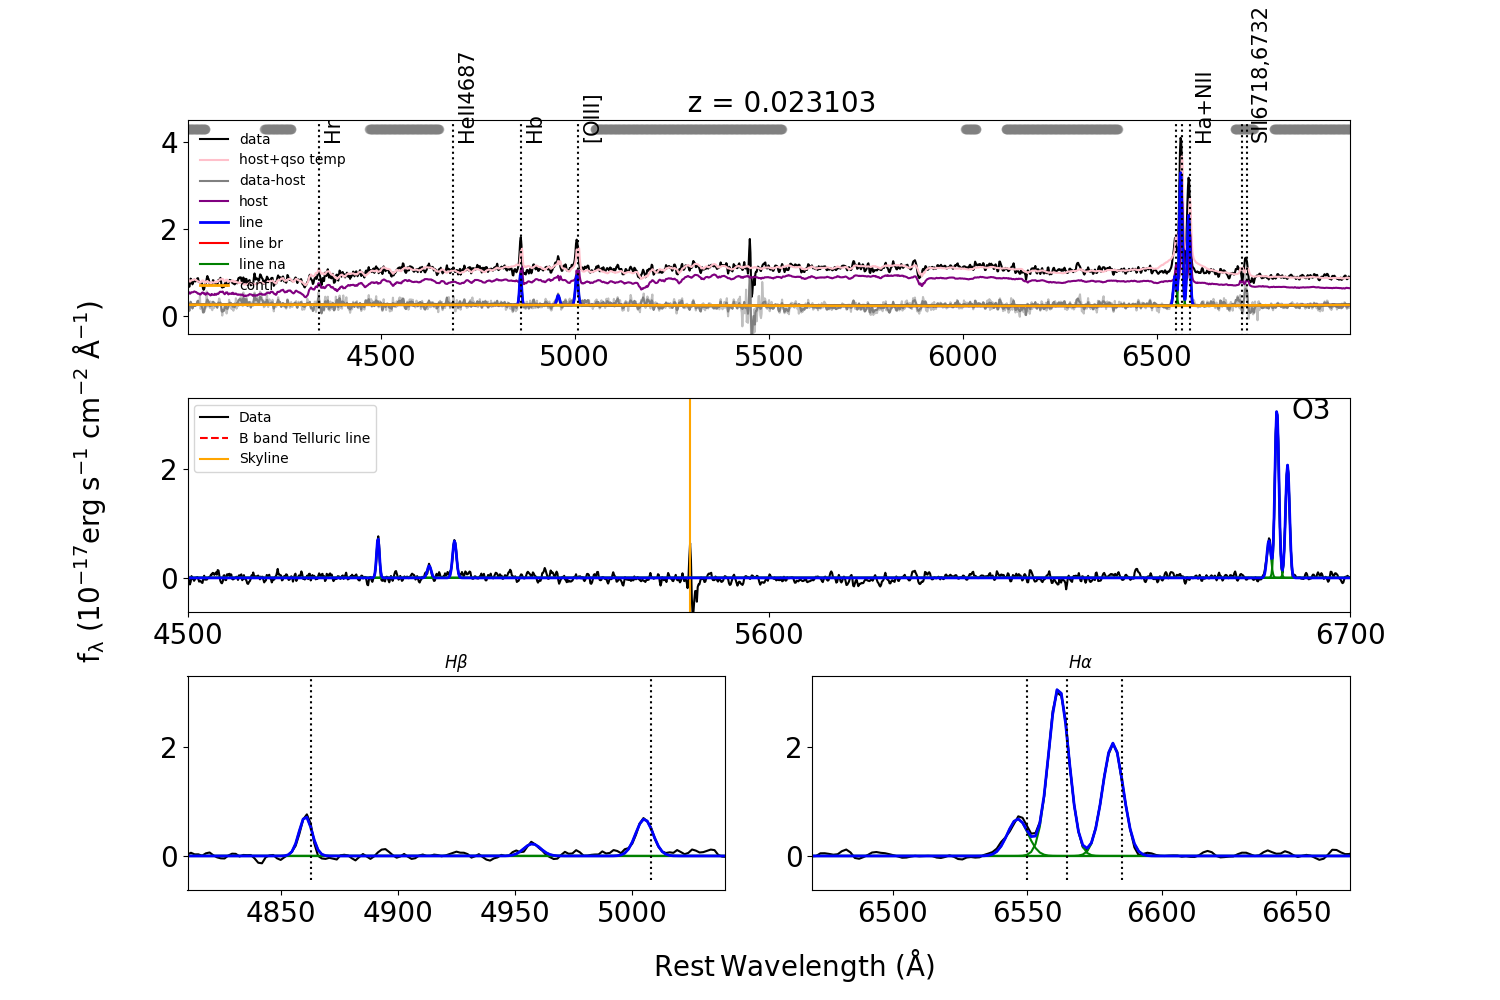 z = 0.023103
Hr
HeII4687
Hb
[OIII]
Ha+NII
SII6718,6732
data
host+qso temp
data-host
host
line
line br
line na
conti
4
2
0
4500 5000 5500 6000 6500
Data
B band Telluric line
Skyline
O3
2
0
4500 5600 6700
Hβ
Hα
2
0
2
0
4850 4900 4950 5000
6500 6550 6600 6650
fλ (10⁻¹⁷erg s⁻¹ cm⁻² Å⁻¹)
Rest Wavelength (Å)